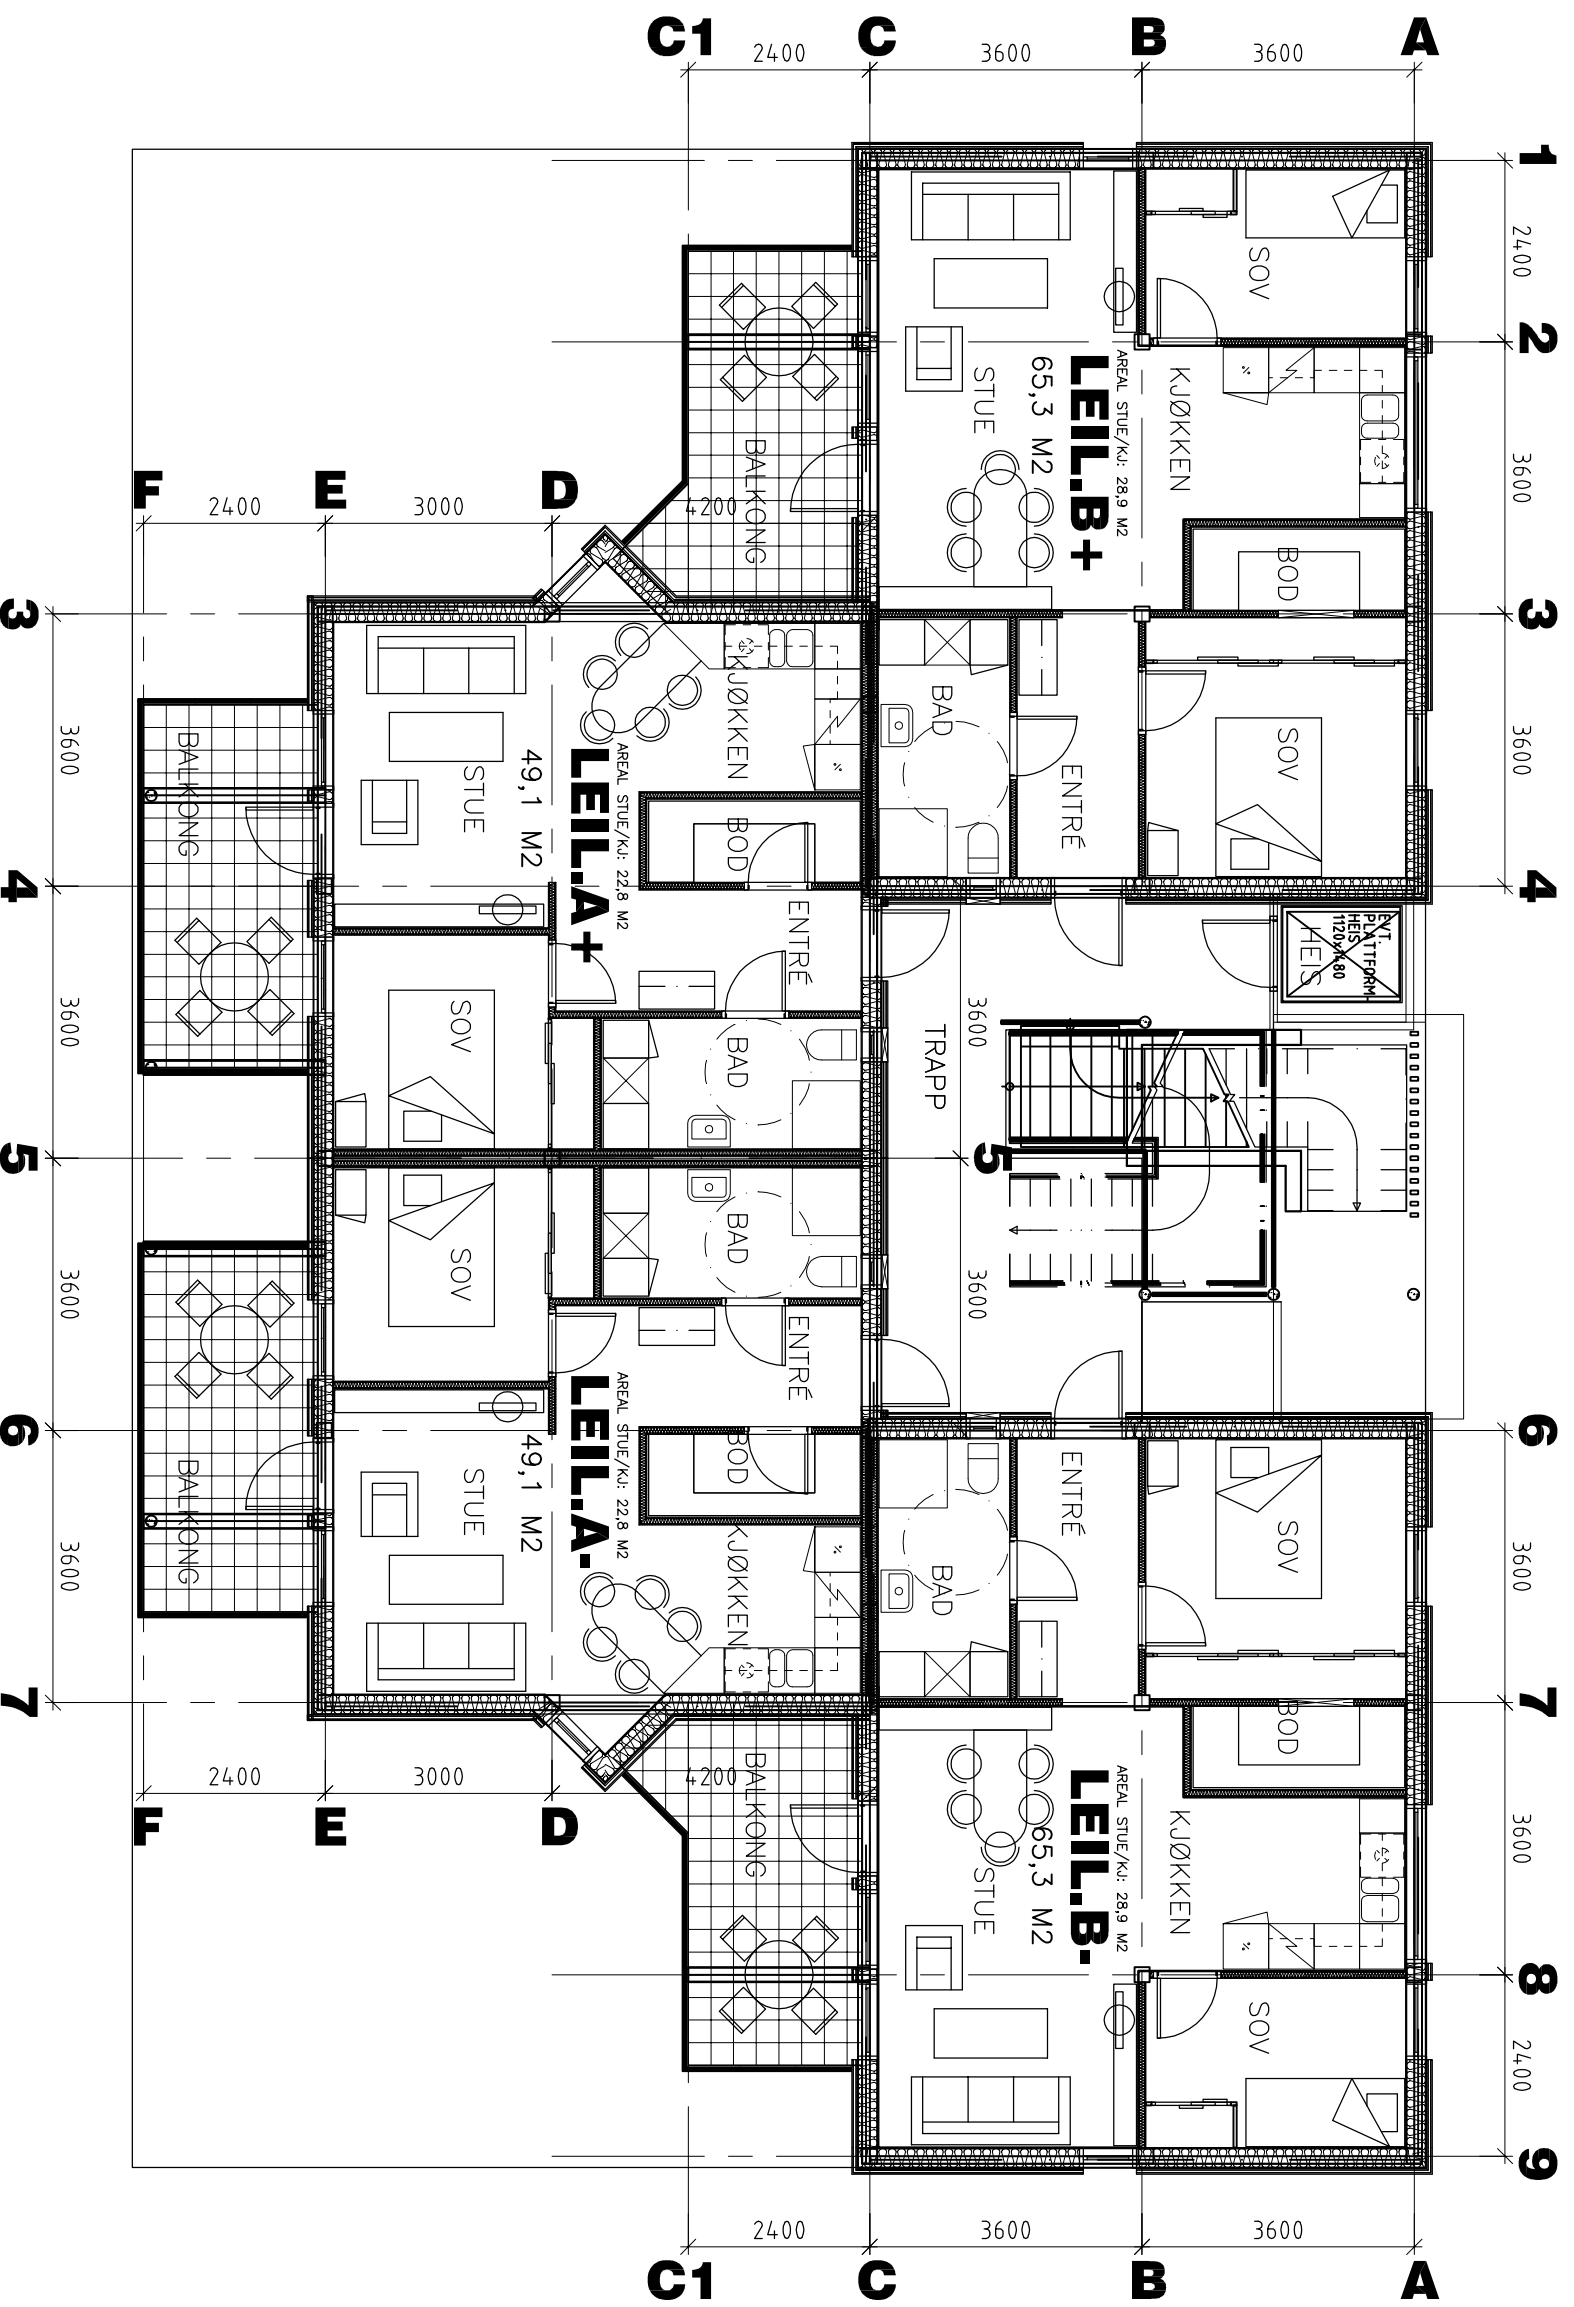 C1
C
B
A
2400
3600
3600
1
2
3
4
6
7
8
9
2400
3600
3600
3600
3600
2400
SOV
KJØKKEN
AREAL STUE/KJ: 28,9 M2
LEIL.B+
65,3 M2
STUE
BALKONG
BOD
SOV
ENTRÉ
BAD
F
E
D
2400
3000
4200
3
4
5
6
7
3600
3600
3600
3600
KJØKKEN
AREAL STUE/KJ: 22,8 M2
LEIL.A+
49,1 M2
STUE
BALKONG
BOD
ENTRÉ
SOV
BAD
EVT.
PLATTFORM-
HEIS
1120x1480
HEIS
TRAPP
3600
5
3600
BAD
SOV
ENTRÉ
BOD
AREAL STUE/KJ: 22,8 M2
LEIL.A-
49,1 M2
STUE
KJØKKEN
BALKONG
ENTRÉ
SOV
BAD
BOD
2400
3000
4200
F
E
D
BALKONG
KJØKKEN
AREAL STUE/KJ: 28,9 M2
LEIL.B-
65,3 M2
STUE
SOV
2400
3600
3600
C1
C
B
A